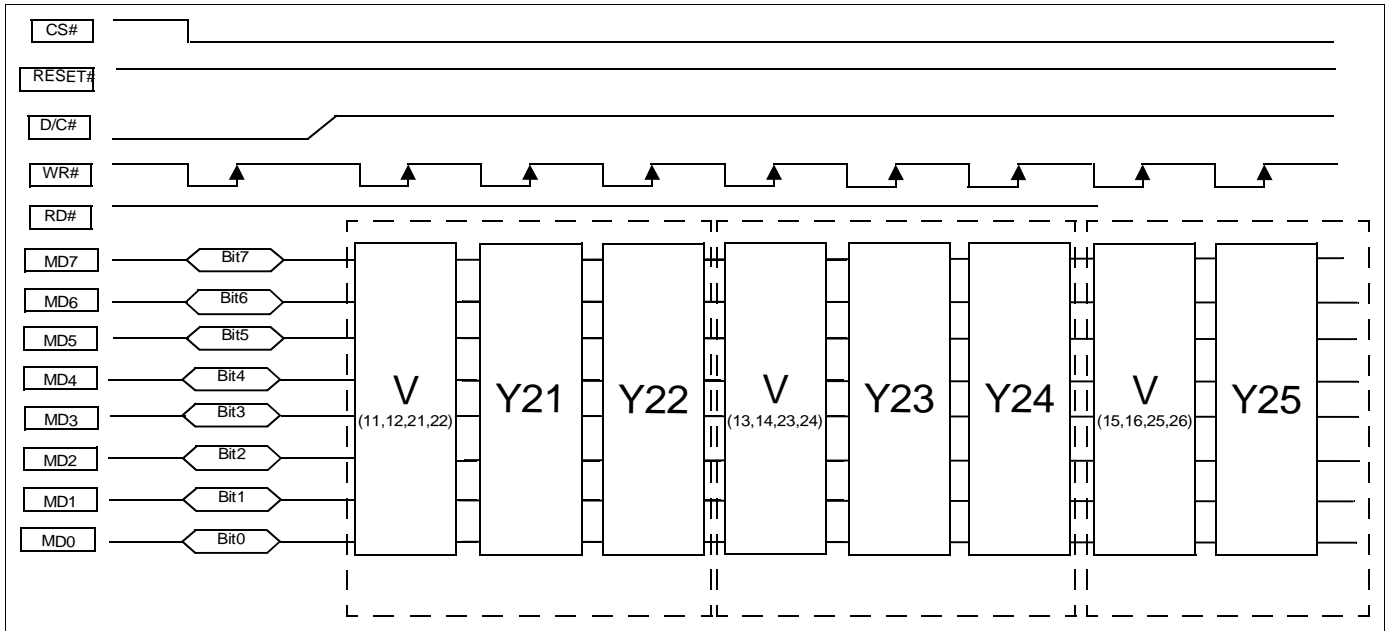 CS#
RESET#
D/C#
WR#
RD#
MD7 Bit7
MD6 Bit6
MD5 Bit5
MD4 Bit4
MD3 Bit3
MD2 Bit2
MD1 Bit1
MD0 Bit0
V Y21 Y22 V Y23 Y24 V Y25
(11,12,21,22) (13,14,23,24) (15,16,25,26)